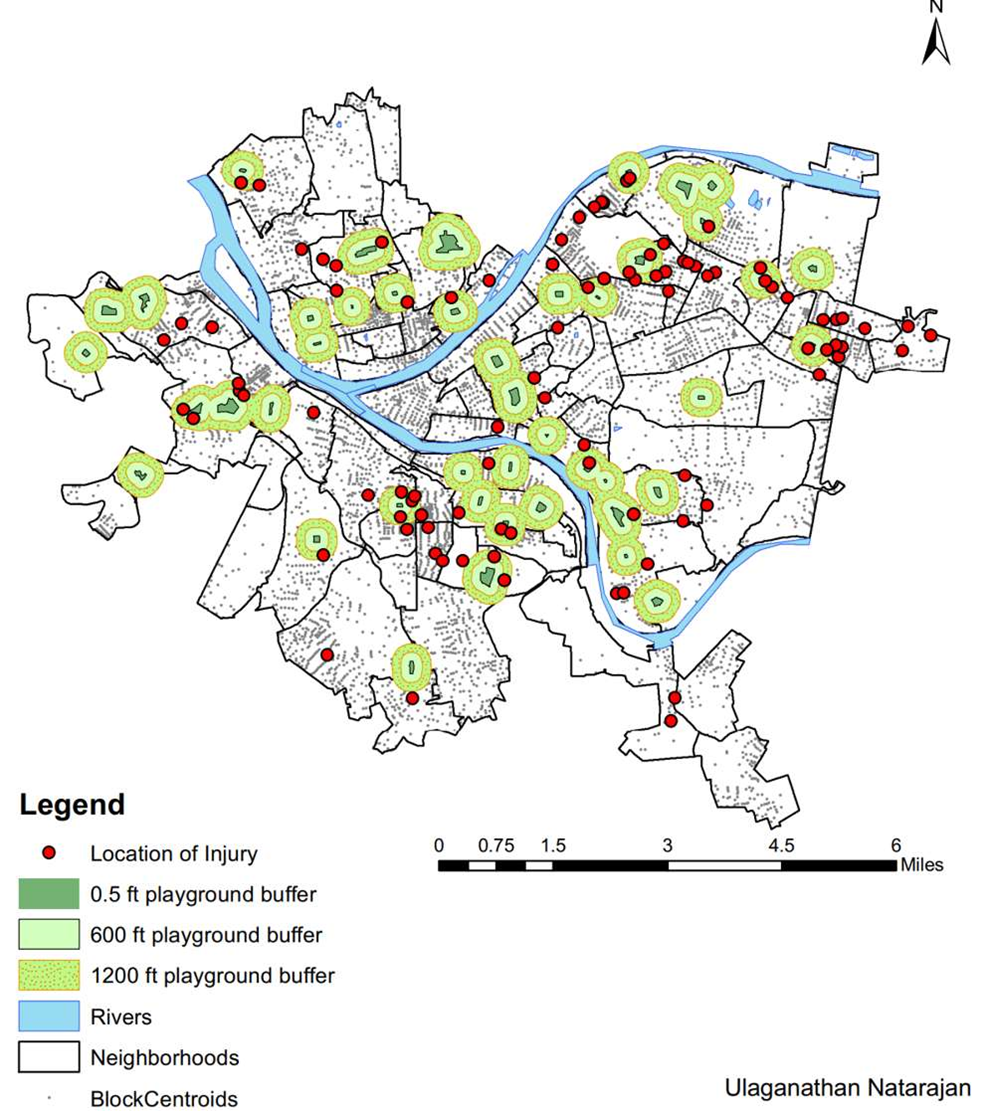 N
Legend
Location of Injury
0.5 ft playground buffer
600 ft playground buffer
1200 ft playground buffer
Rivers
Neighborhoods
BlockCentroids
0 0.75 1.5 3 4.5 6
Miles
Ulaganathan Natarajan